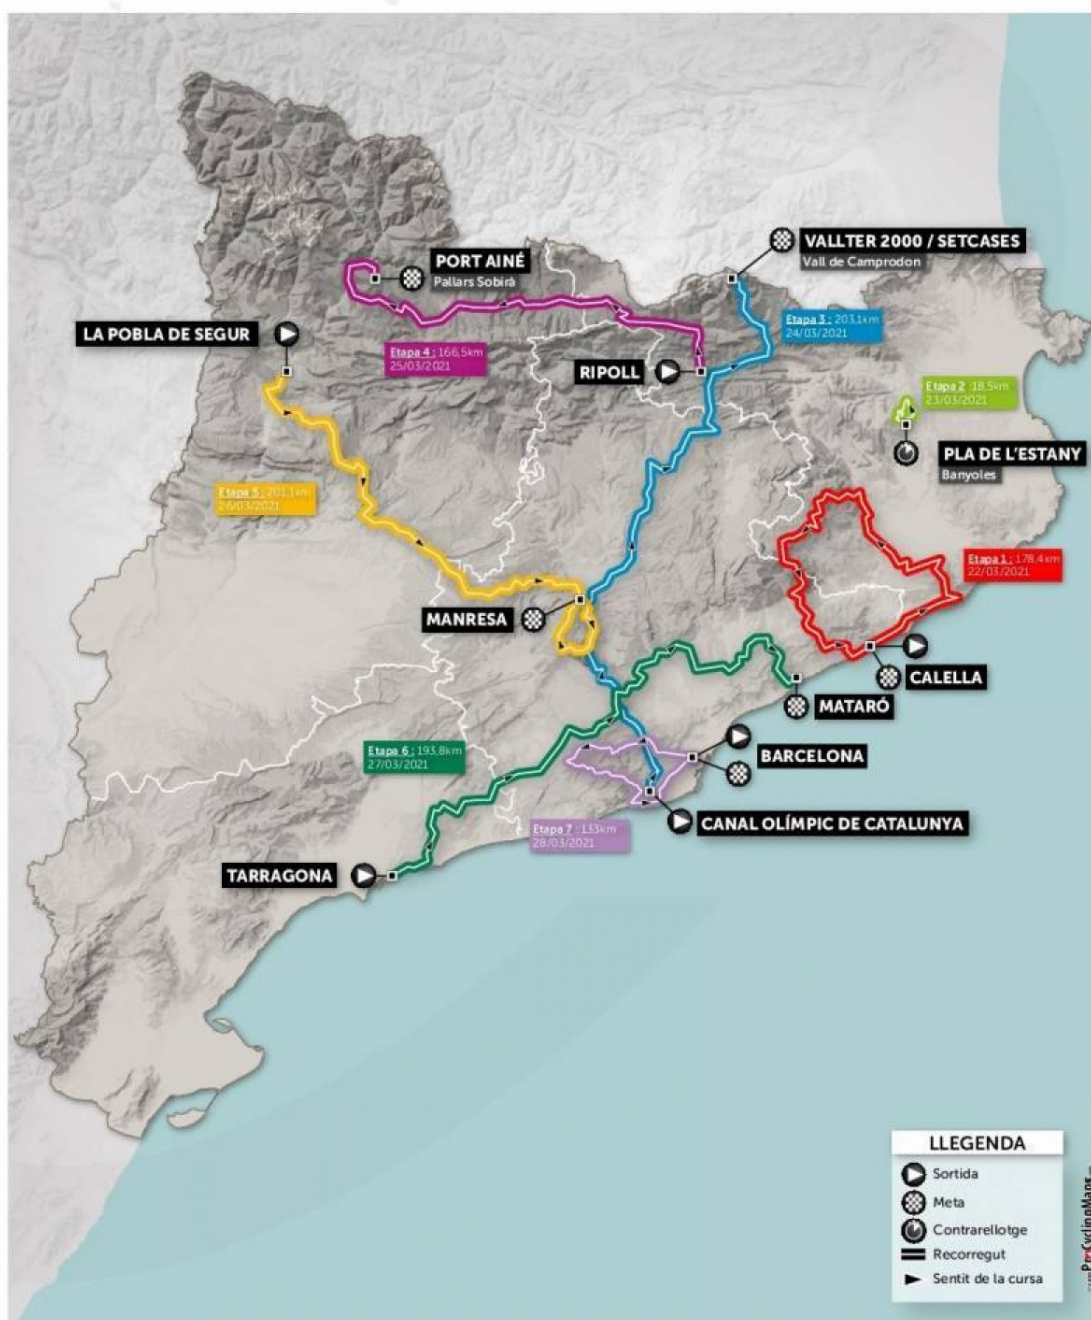 VALLTER 2000 / SETCASES
Vall de Camprodon
PORT AINÉ
Pallars Sobirà
Etapa 3 : 203,1km
24/03/2021
LA POBLA DE SEGUR
Etapa 4 : 166,5km
25/03/2021
RIPOLL
Etapa 2 : 18,5km
23/03/2021
PLA DE L'ESTANY
Banyoles
Etapa 5 : 201,1km
26/03/2021
Etapa 1 : 178,4km
22/03/2021
MANRESA
CALELLA
MATARÓ
Etapa 6 : 193,8km
27/03/2021
BARCELONA
CANAL OLÍMPIC DE CATALUNYA
Etapa 7 : 133km
28/03/2021
TARRAGONA
LLEGENDA
Sortida
Meta
Contrarellotge
Recorregut
Sentit de la cursa
ProCyclingMaps